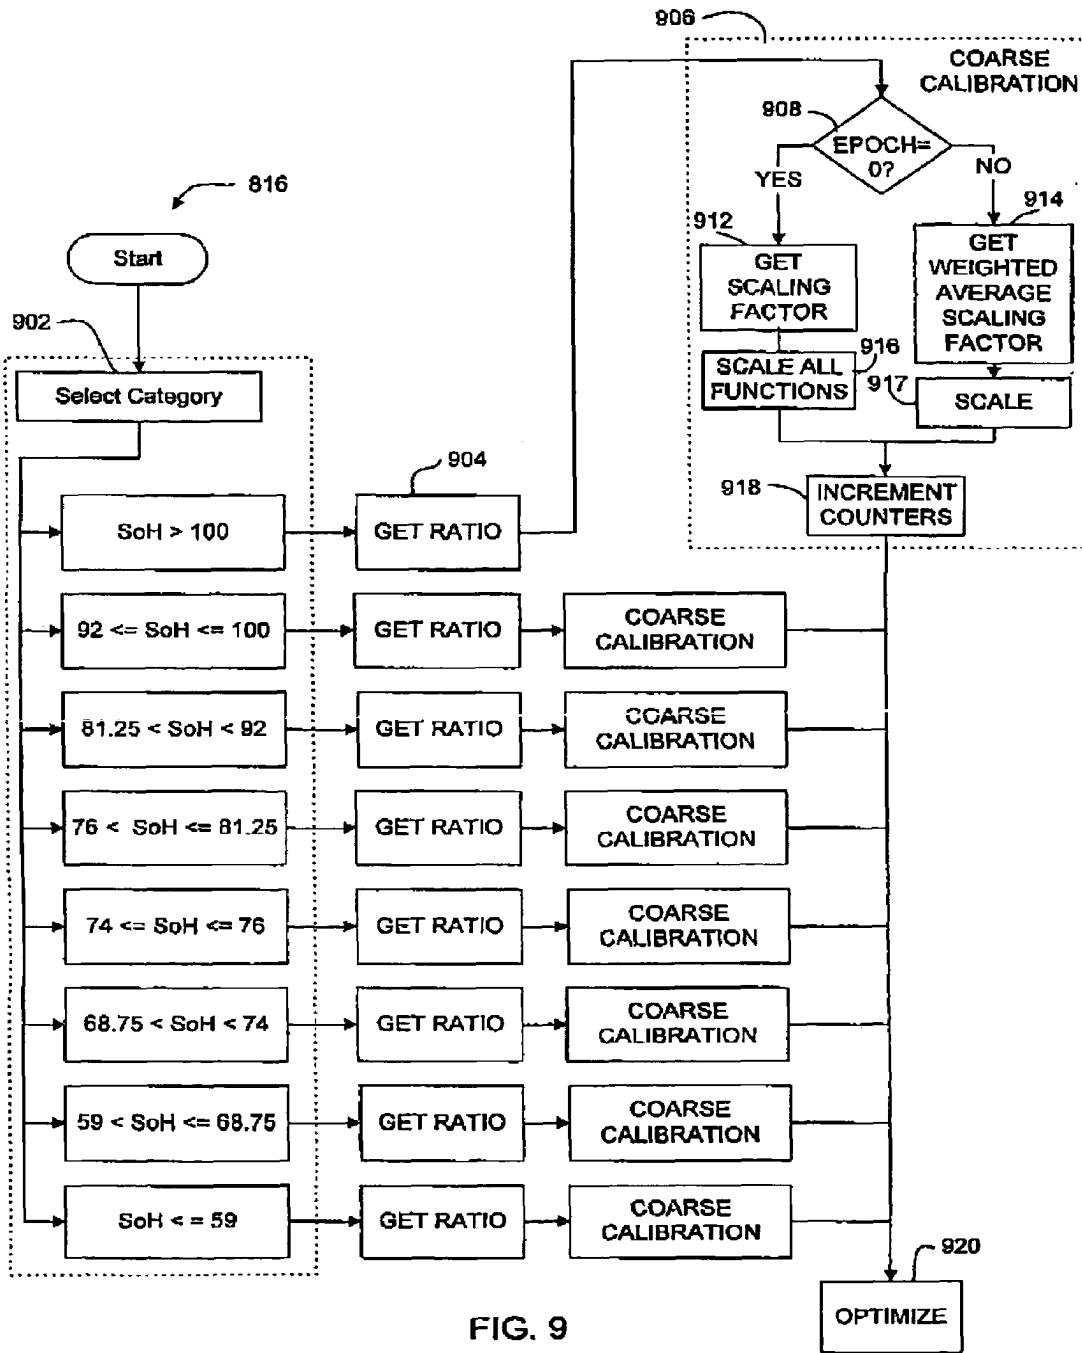 906
COARSE
CALIBRATION
908
EPOCH=
0?
YES
NO
816
Start
912
GET
SCALING
FACTOR
914
GET
WEIGHTED
AVERAGE
SCALING
FACTOR
902
Select Category
SCALE ALL
FUNCTIONS
916
917
SCALE
904
918
INCREMENT
COUNTERS
SoH > 100
GET RATIO
92 <= SoH <= 100
GET RATIO
COARSE
CALIBRATION
81.25 < SoH < 92
GET RATIO
COARSE
CALIBRATION
76 < SoH <= 81.25
GET RATIO
COARSE
CALIBRATION
74 <= SoH <= 76
GET RATIO
COARSE
CALIBRATION
68.75 < SoH < 74
GET RATIO
COARSE
CALIBRATION
59 < SoH <= 68.75
GET RATIO
COARSE
CALIBRATION
SoH < = 59
GET RATIO
COARSE
CALIBRATION
920
OPTIMIZE
FIG. 9